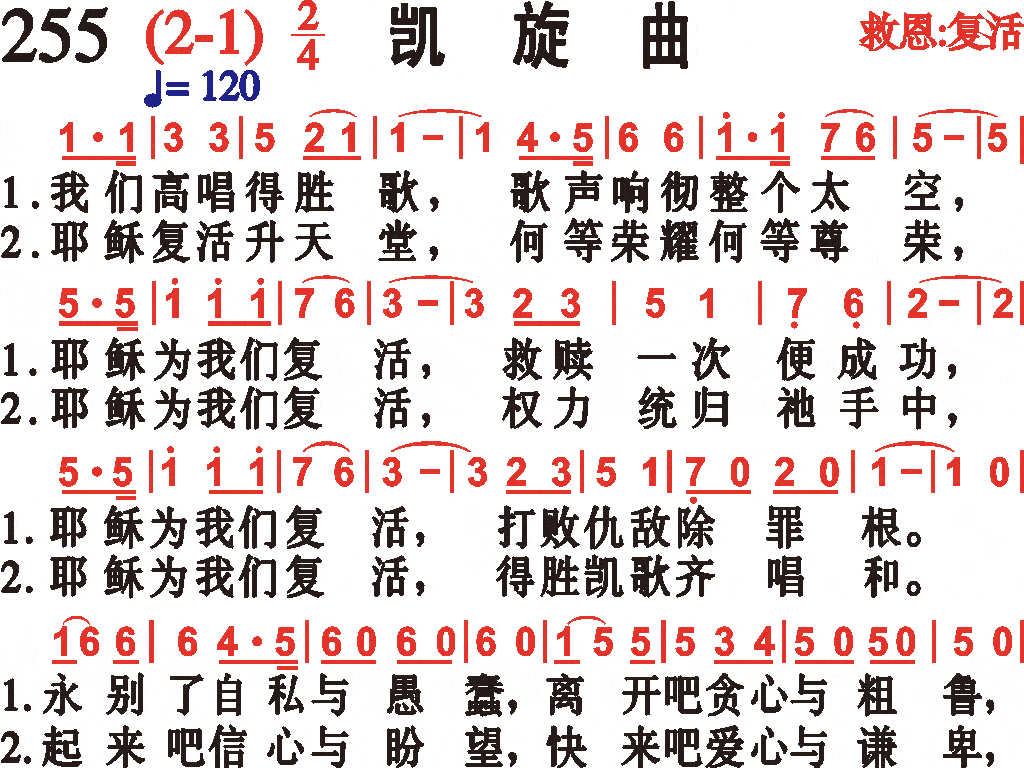 255 (2-1) 2/4 凯 旋 曲 救恩:复活
♩= 120
1 · 1 | 3 3 | 5 2 1 | 1 – | 1 4 · 5 | 6 6 | i · i 7 6 | 5 – | 5 |
1. 我 们 高 唱 得 胜 歌， 歌 声 响 彻 整 个 太 空，
2. 耶 稣 复 活 升 天 堂， 何 等 荣 耀 何 等 尊 荣，
5 · 5 | i i i | 7 6 | 3 – | 3 2 3 | 5 1 | 7 6 | 2 – | 2 |
1. 耶 稣 为 我 们 复 活， 救 赎 一 次 便 成 功，
2. 耶 稣 为 我 们 复 活， 权 力 统 归 祂 手 中，
5 · 5 | i i i | 7 6 | 3 – | 3 2 3 | 5 1 | 7 0 2 0 | 1 – | 1 0 |
1. 耶 稣 为 我 们 复 活， 打 败 仇 敌 除 罪 根。
2. 耶 稣 为 我 们 复 活， 得 胜 凯 歌 齐 唱 和。
1 6 6 | 6 4 · 5 | 6 0 6 0 | 6 0 | 1 5 5 | 5 3 4 | 5 0 5 0 | 5 0 |
1. 永 别 了 自 私 与 愚 蠢， 离 开 吧 贪 心 与 粗 鲁，
2. 起 来 吧 信 心 与 盼 望， 快 来 吧 爱 心 与 谦 卑，